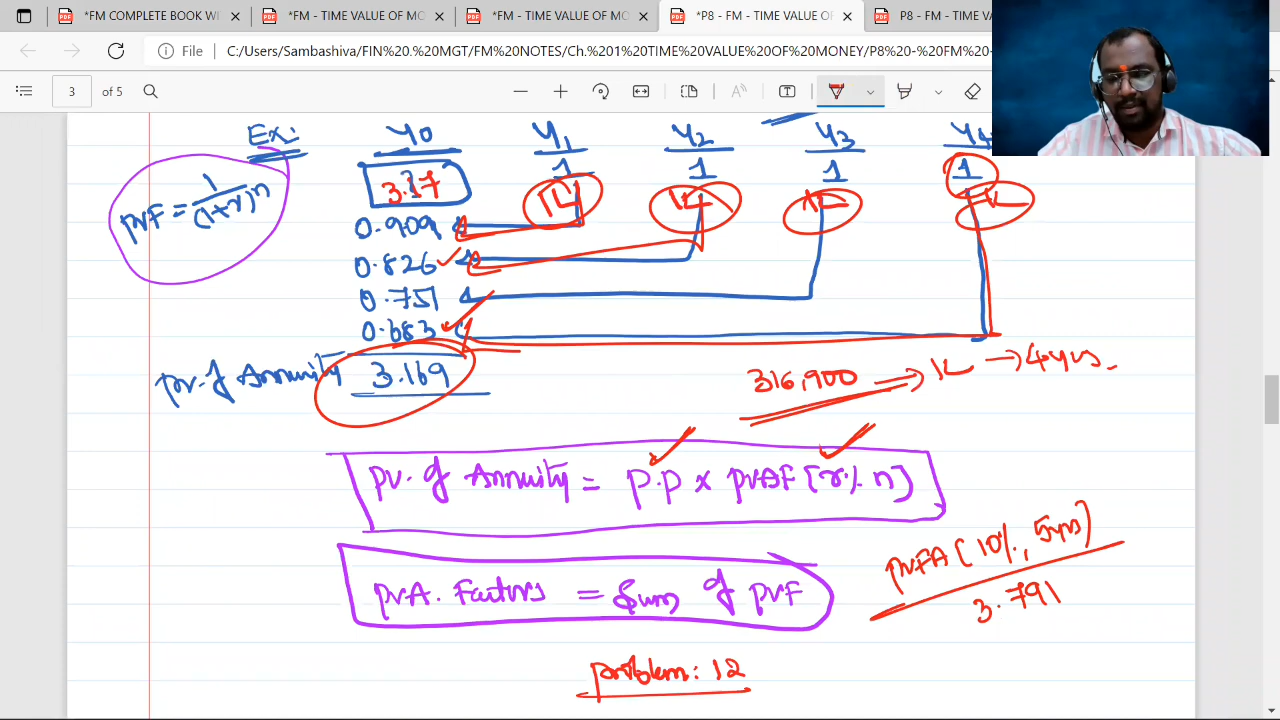 *FM COMPLETE BOOK WI
*FM - TIME VALUE OF MO
*FM - TIME VALUE OF MO
*P8 - FM - TIME VALUE OF
P8 - FM - TIME VALUE OF
File
C:/Users/Sambashiva/FIN%20.%20MGT/FM%20NOTES/Ch.%201%20TIME%20VALUE%20OF%20MONEY/P8%20-%20FM%20-
3 of 5
Ex: Y0 Y1 Y2 Y3 Y4
1 1 1 1
3.17 1L 1L 1L 1L
PVF = 1/(1+r)n
0.909
0.826
0.751
0.683
PV. of Annuity 3.169
316,900 → 1L → 4yrs.
PV. of Annuity = P.P x PVAF [r% n]
PVFA [10%, 5yrs)
3.791
PVA. Factors = Sum of PVF
Problem: 12